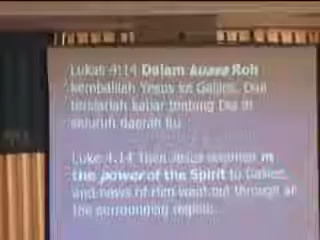 Lukas 4:14 Dalam kuasa Roh
kembalilah Yesus ke Galilea. Dan
tersiarlah kabar tentang Dia di
seluruh daerah itu.
Luke 4.14 Then Jesus returned in
the power of the Spirit to Galilee,
and news of Him went out through all
the surrounding region.